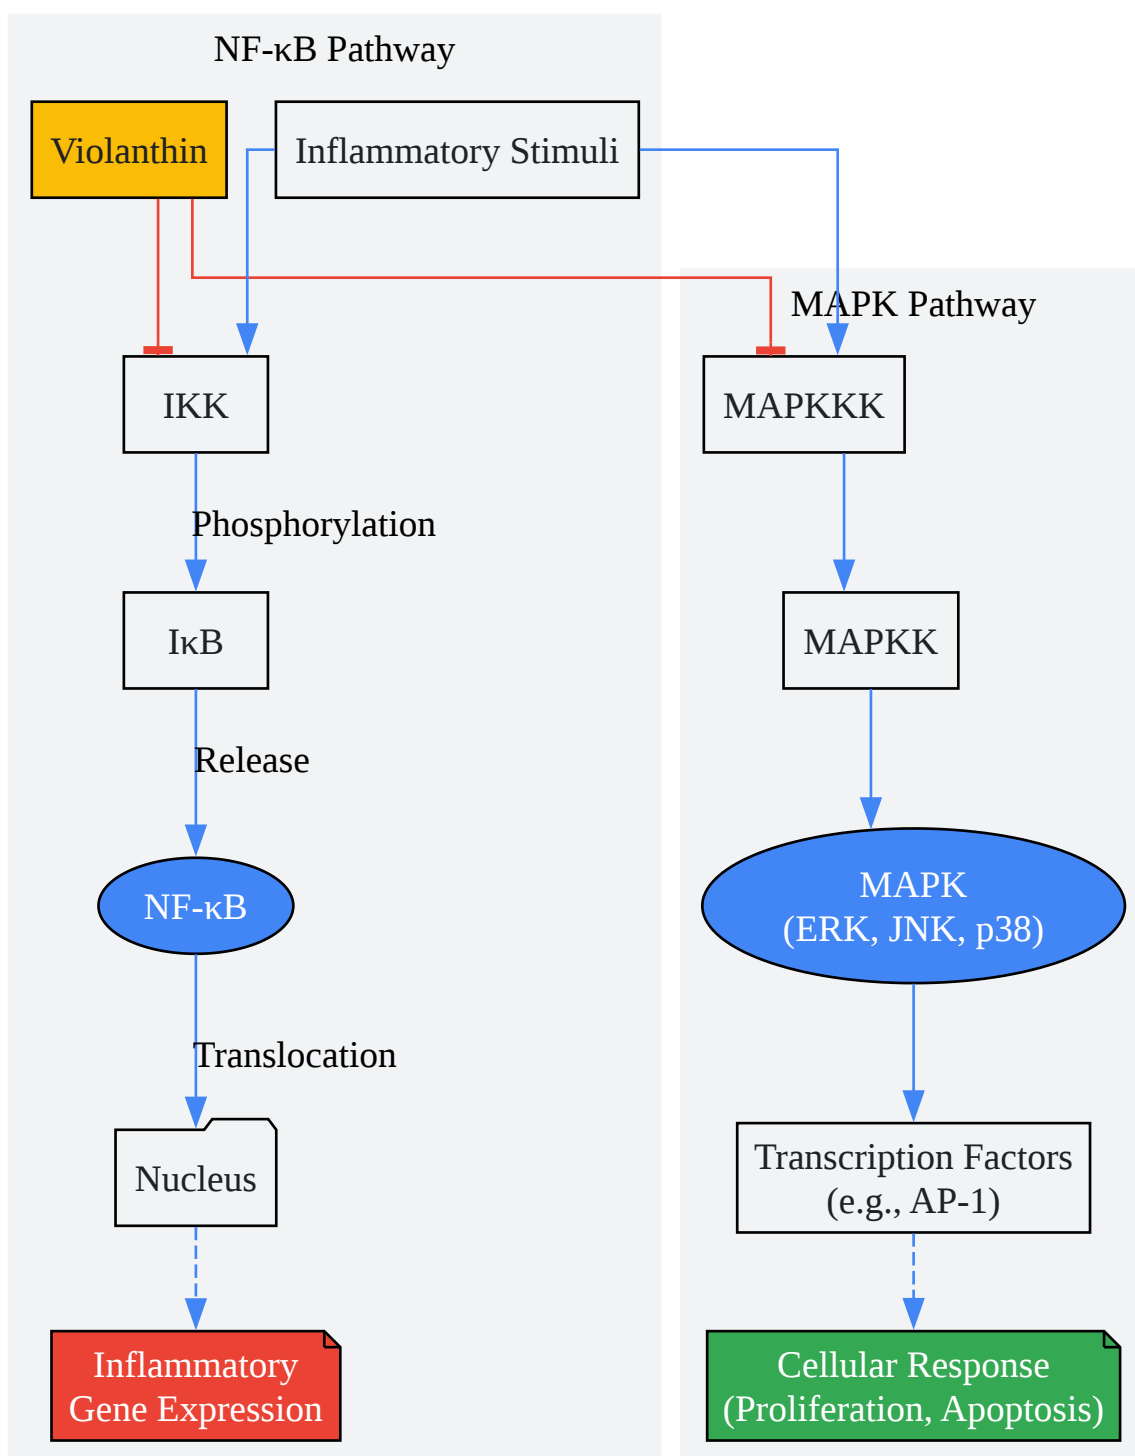 NF-κB Pathway
Violanthin
Inflammatory Stimuli
MAPK Pathway
IKK
MAPKKK
Phosphorylation
IκB
MAPKK
Release
NF-κB
MAPK
(ERK, JNK, p38)
Translocation
Nucleus
Transcription Factors
(e.g., AP-1)
Inflammatory
Gene Expression
Cellular Response
(Proliferation, Apoptosis)